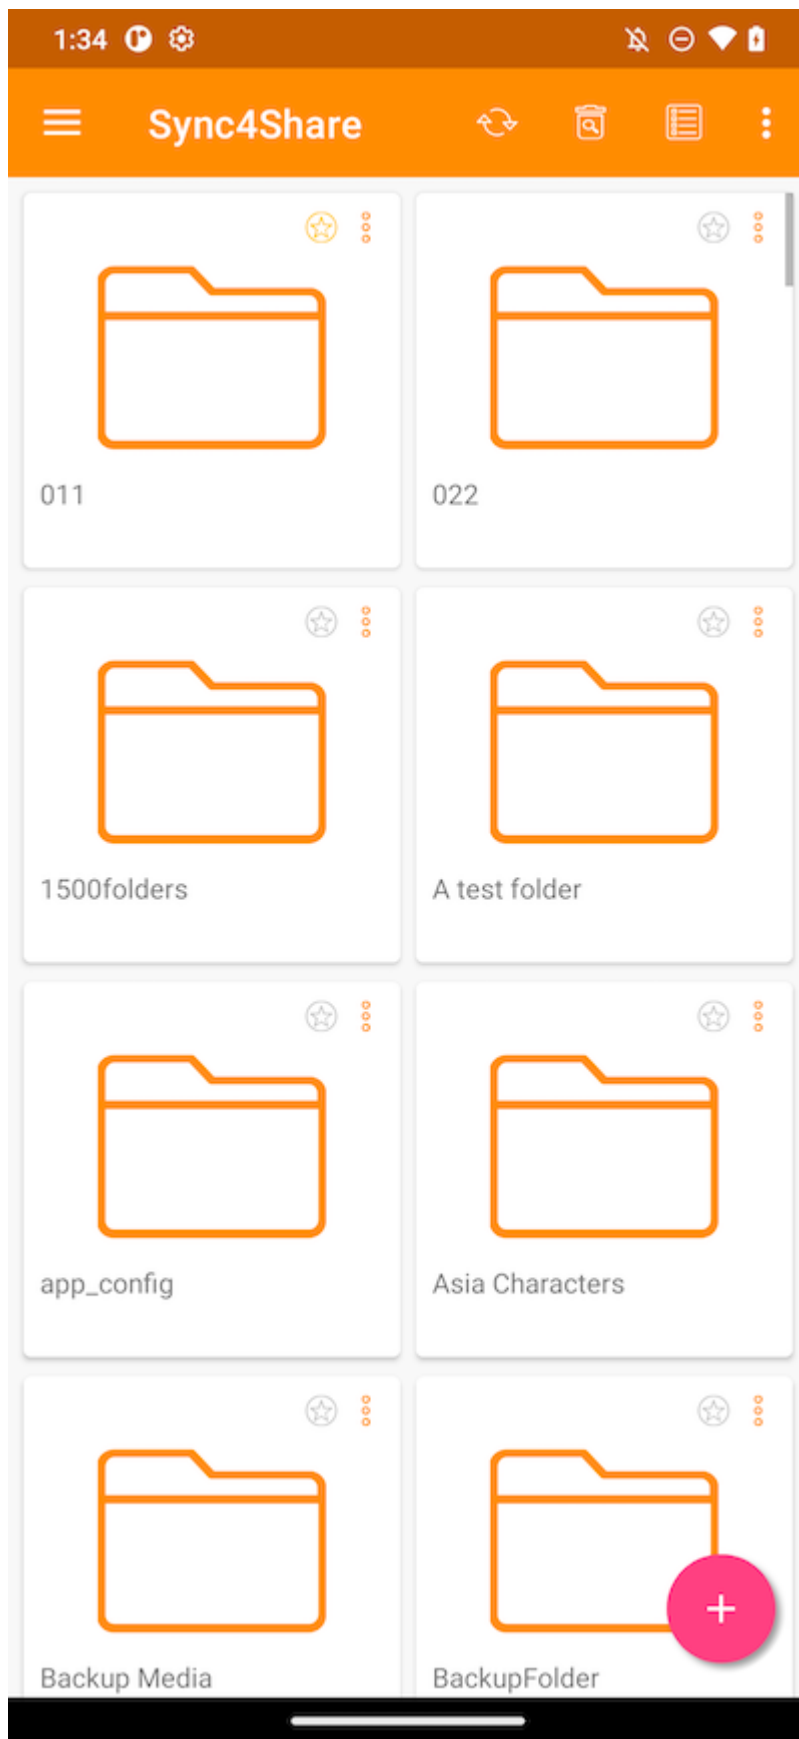 1:34
Sync4Share
011
022
1500folders
A test folder
app_config
Asia Characters
Backup Media
BackupFolder